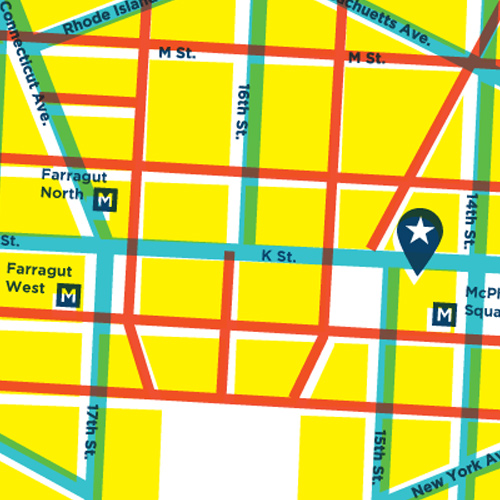 Rhode Island
chusetts Ave.
Connecticut Ave.
M St.
M St.
16th St.
Farragut
North
M
14th St.
St.
K St.
Farragut
West
M
McPh
Squa
M
17th St.
15th St.
New York Av